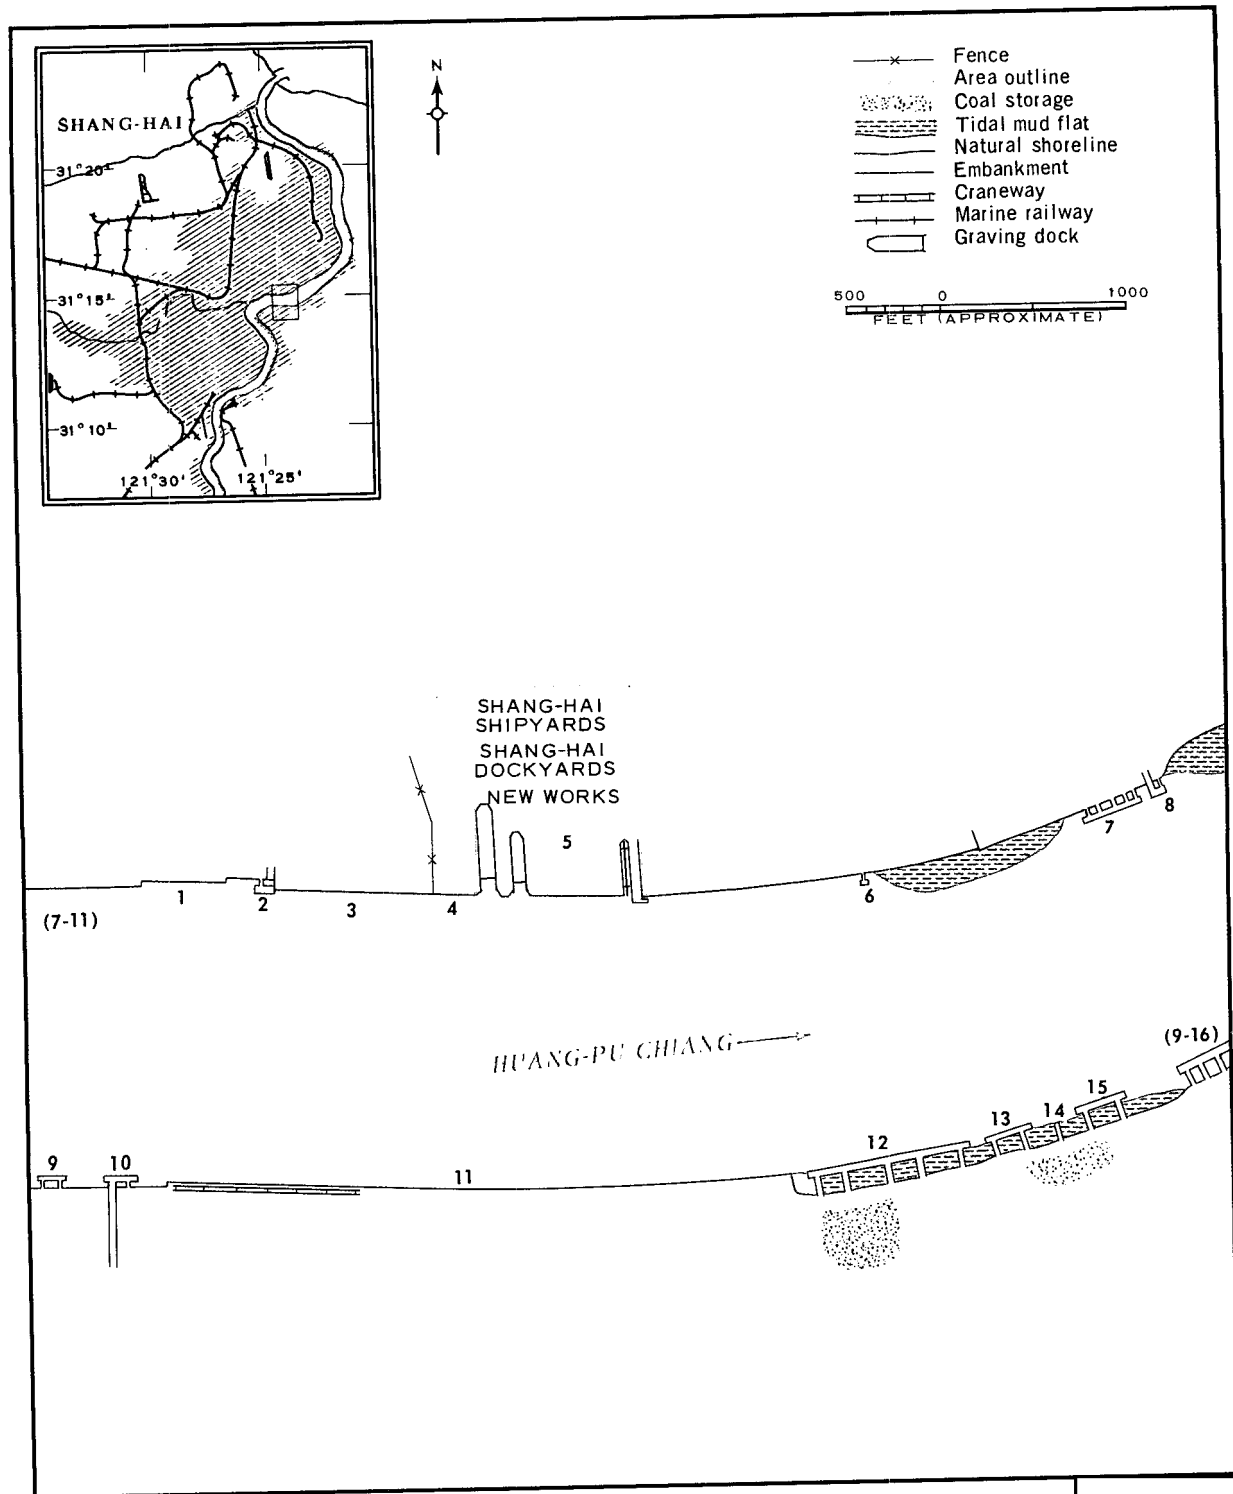 SHANG-HAI
31°20'
31°15'
31°10'
121°30'
121°25'
N
Fence
Area outline
Coal storage
Tidal mud flat
Natural shoreline
Embankment
Craneway
Marine railway
Graving dock
500 0 1000
FEET (APPROXIMATE)
SHANG-HAI
SHIPYARDS
SHANG-HAI
DOCKYARDS
NEW WORKS
1
2
3
4
5
6
7
8
(7-11)
HUANG-PU CHIANG
(9-16)
9
10
11
12
13
14
15